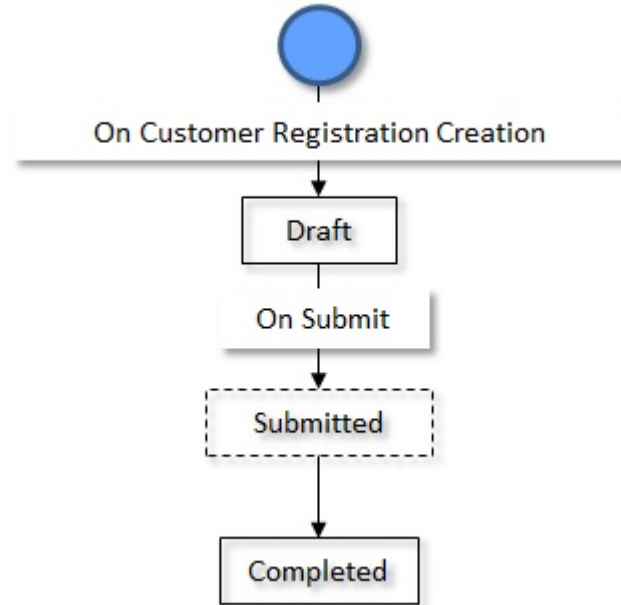 On Customer Registration Creation
Draft
On Submit
Submitted
Completed